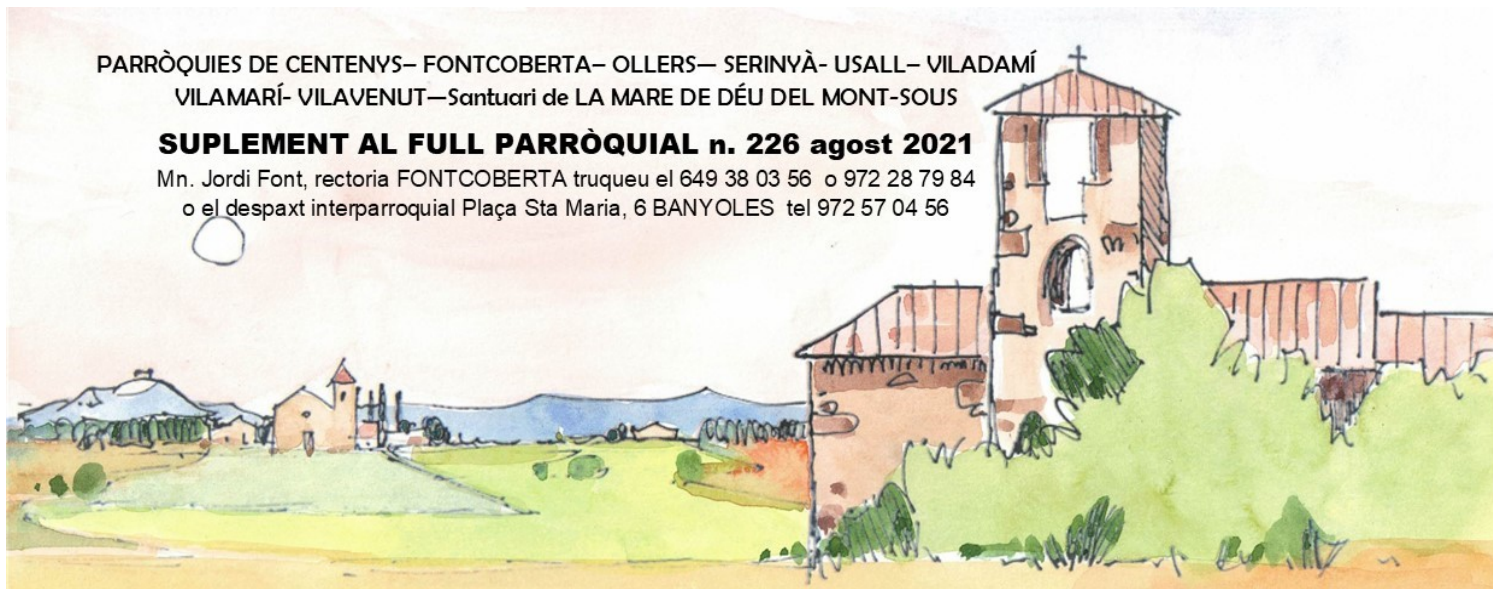 PARRÒQUIES DE CENTENYS– FONTCOBERTA– OLLERS— SERINYÀ- USALL– VILADAMÍ
VILAMARÍ- VILAVENUT—Santuari de LA MARE DE DÉU DEL MONT-SOUS
SUPLEMENT AL FULL PARRÒQUIAL n. 226 agost 2021
Mn. Jordi Font, rectoria FONTCOBERTA truqueu el 649 38 03 56 o 972 28 79 84
o el despaxt interparroquial Plaça Sta Maria, 6 BANYOLES tel 972 57 04 56